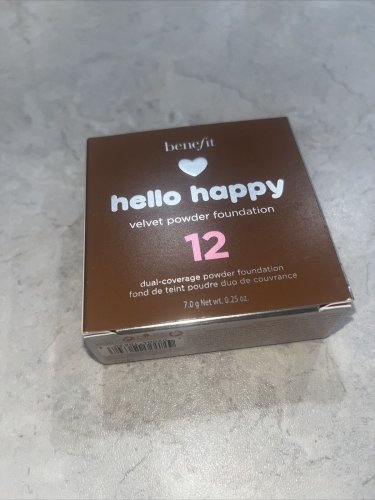 benefit
hello happy
velvet powder foundation
12
dual-coverage powder foundation
fond de teint poudre duo de couvrance
7.0 g Net wt. 0.25 oz.